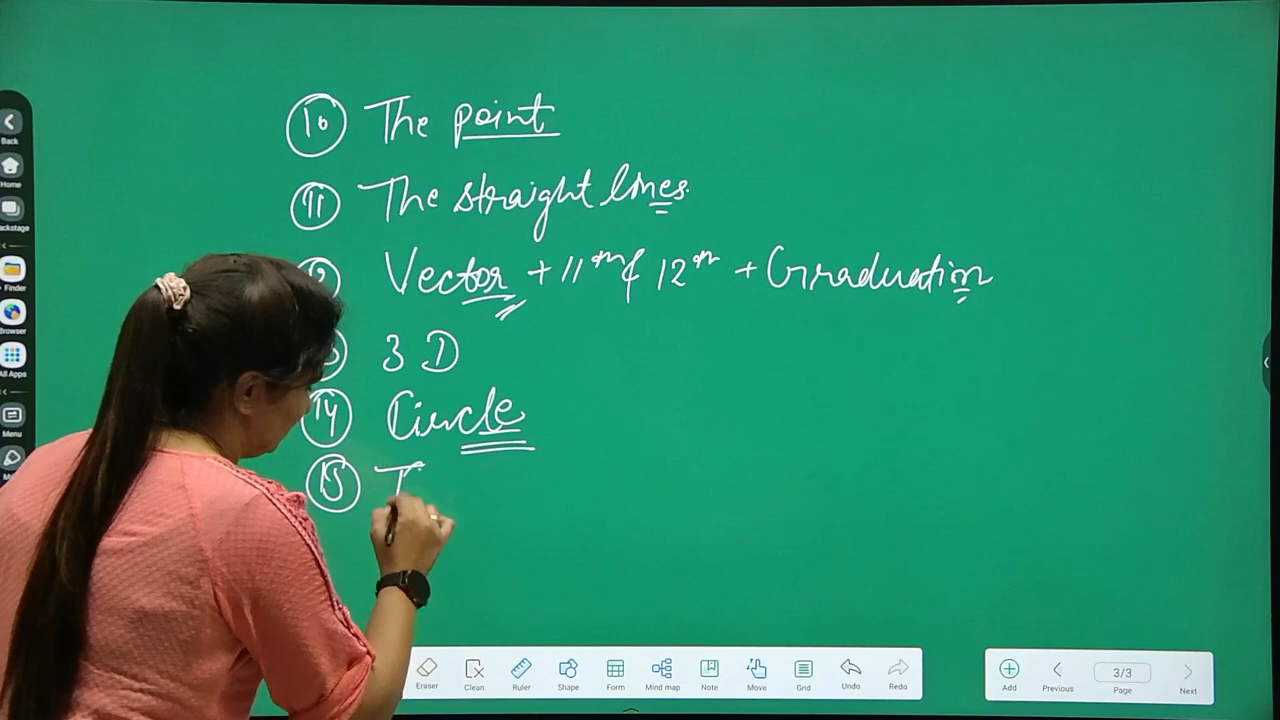 10 The point
11 The straight lines.
Vector + 11th & 12th + Graduation
3 D
14 Circle
15 T
Back
Home
ackstage
Finder
Browser
All Apps
Menu
Eraser
Clean
Ruler
Shape
Form
Mind map
Note
Move
Grid
Undo
Redo
Add
Previous
3/3
Page
Next